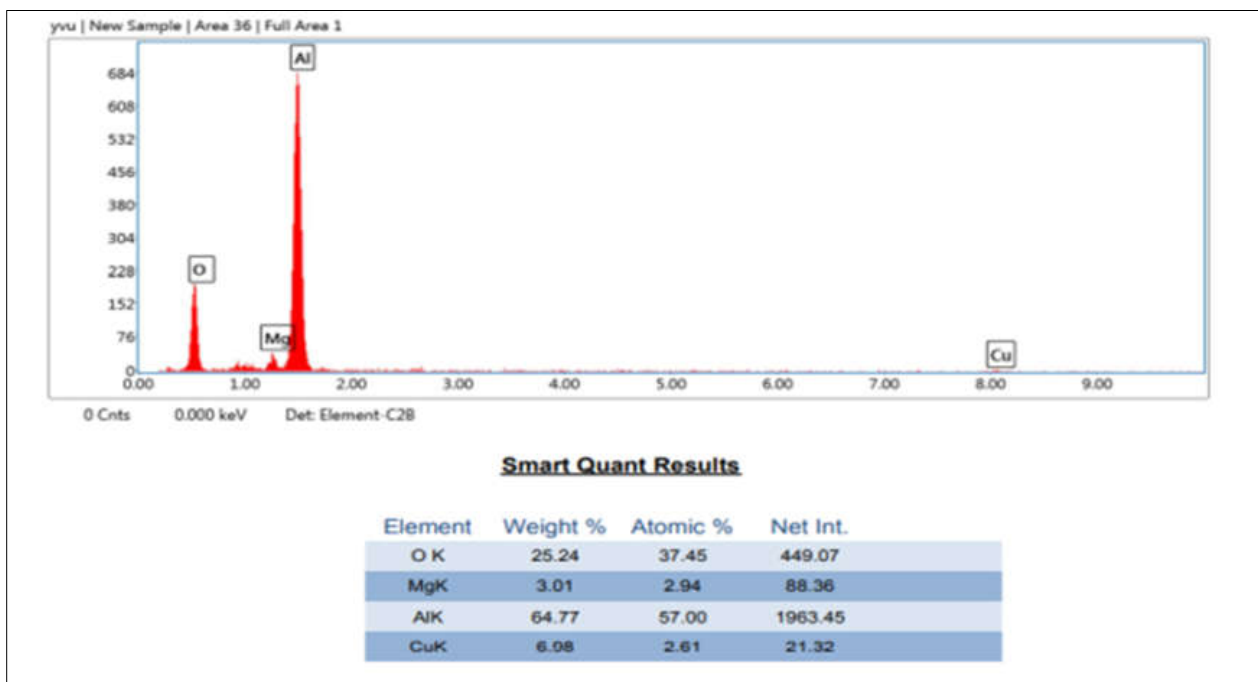 yvu | New Sample | Area 36 | Full Area 1
Al
684
608
532
456
380
304
228
O
152
76
Mg
Cu
0
0.00 1.00 2.00 3.00 4.00 5.00 6.00 7.00 8.00 9.00
0 Cnts 0.000 keV Det: Element-C2B
Smart Quant Results
Element Weight % Atomic % Net Int.
O K 25.24 37.45 449.07
MgK 3.01 2.94 88.36
AlK 64.77 57.00 1963.45
CuK 6.98 2.61 21.32